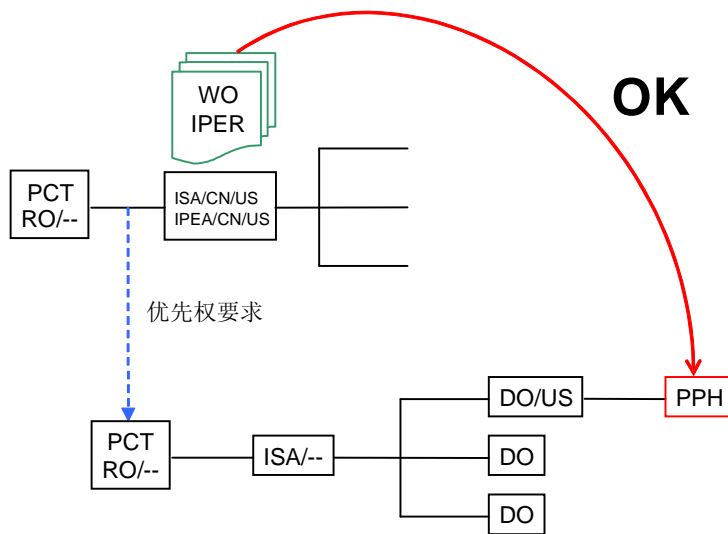 OK
WO
IPER
PCT
RO/--
ISA/CN/US
IPEA/CN/US
优先权要求
DO/US
PPH
PCT
RO/--
ISA/--
DO
DO